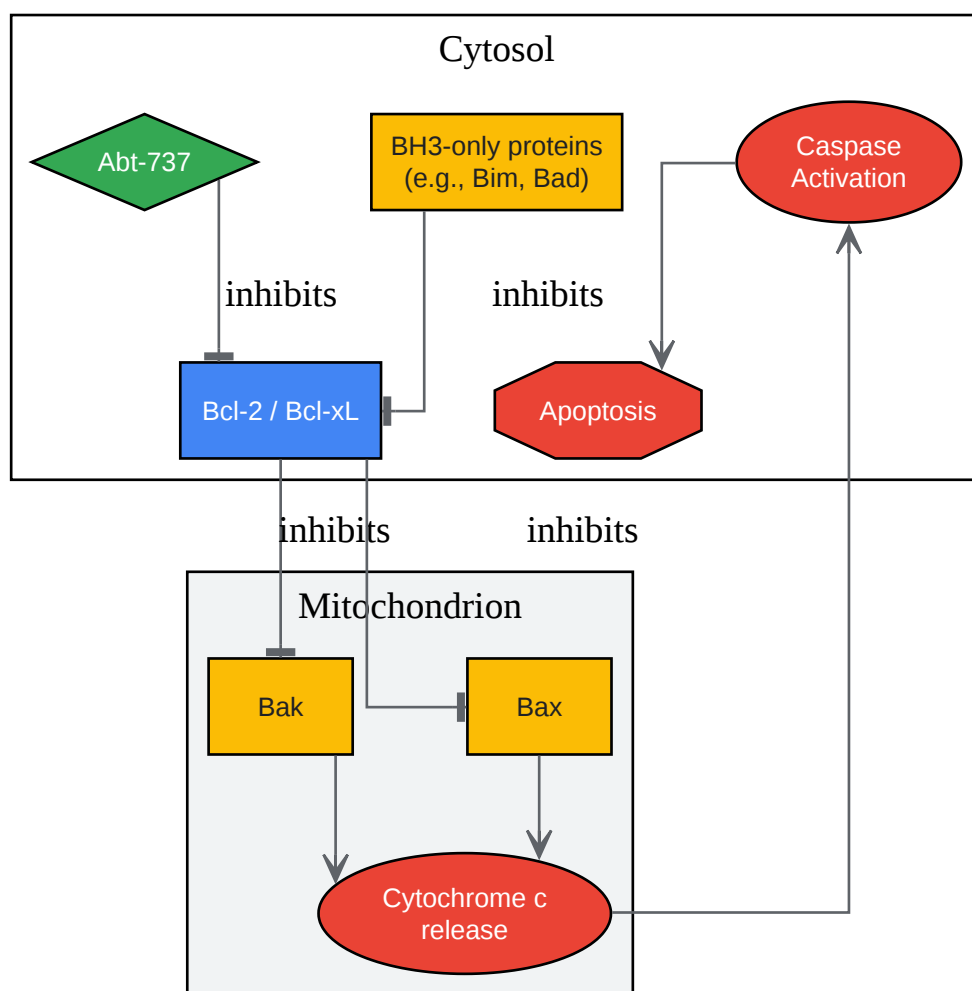 Cytosol
Abt-737
BH3-only proteins
(e.g., Bim, Bad)
Caspase
Activation
inhibits
inhibits
Bcl-2 / Bcl-xL
Apoptosis
inhibits
inhibits
Mitochondrion
Bak
Bax
Cytochrome c
release